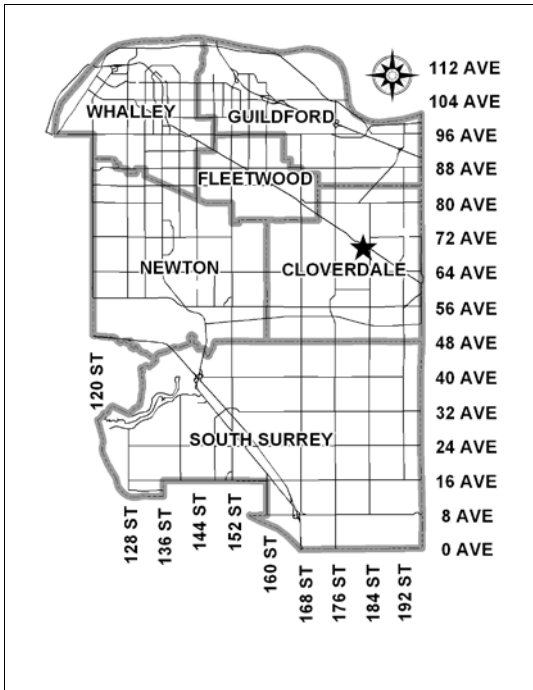 112 AVE
104 AVE
WHALLEY
GUILDFORD
96 AVE
88 AVE
FLEETWOOD
80 AVE
72 AVE
NEWTON
CLOVERDALE
64 AVE
56 AVE
48 AVE
120 ST
40 AVE
32 AVE
SOUTH SURREY
24 AVE
16 AVE
8 AVE
0 AVE
128 ST
136 ST
144 ST
152 ST
160 ST
168 ST
176 ST
184 ST
192 ST